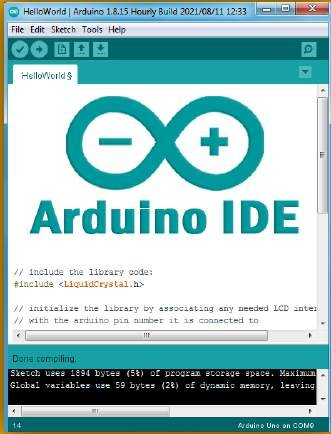 HelloWorld | Arduino 1.8.15 Hourly Build 2021/08/11 12:33
File Edit Sketch Tools Help
HelloWorld §
Arduino IDE
// include the library code:
#include <LiquidCrystal.h>
// initialize the library by associating any needed LCD inter
// with the arduino pin number it is connected to
Done compiling.
Sketch uses 1894 bytes (5%) of program storage space. Maximum
Global variables use 59 bytes (2%) of dynamic memory, leaving
14
Arduino Uno on COM9